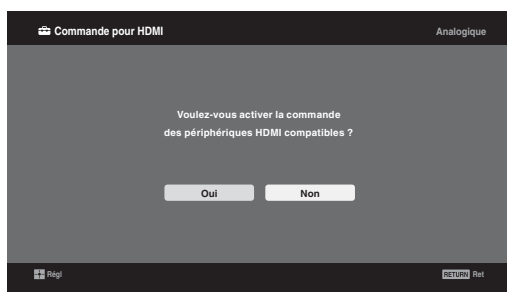 Commande pour HDMI
Analogique
Voulez-vous activer la commande
des périphériques HDMI compatibles ?
Oui
Non
Régl
RETURN Ret